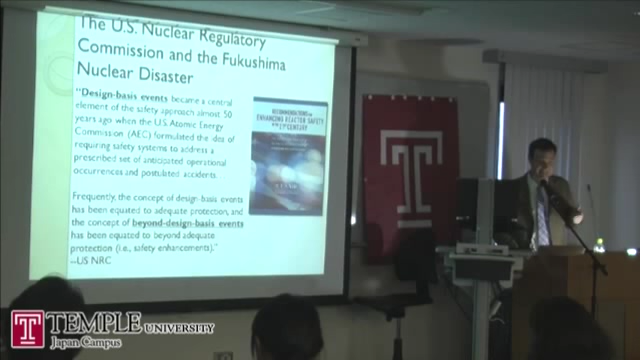 The U.S. Nuclear Regulatory
Commission and the Fukushima
Nuclear Disaster
"Design-basis events became a central
element of the safety approach almost 50
years ago when the U.S. Atomic Energy
Commission (AEC) formulated the idea of
requiring safety systems to address a
prescribed set of anticipated operational
occurrences and postulated accidents...
Frequently, the concept of design-basis events
has been equated to adequate protection, and
the concept of beyond-design-basis events
has been equated to beyond adequate
protection (i.e., safety enhancements)."
--US NRC
RECOMMENDATIONS FOR
ENHANCING REACTOR SAFETY
IN THE 21ST CENTURY
T
T
TEMPLE UNIVERSITY
Japan Campus